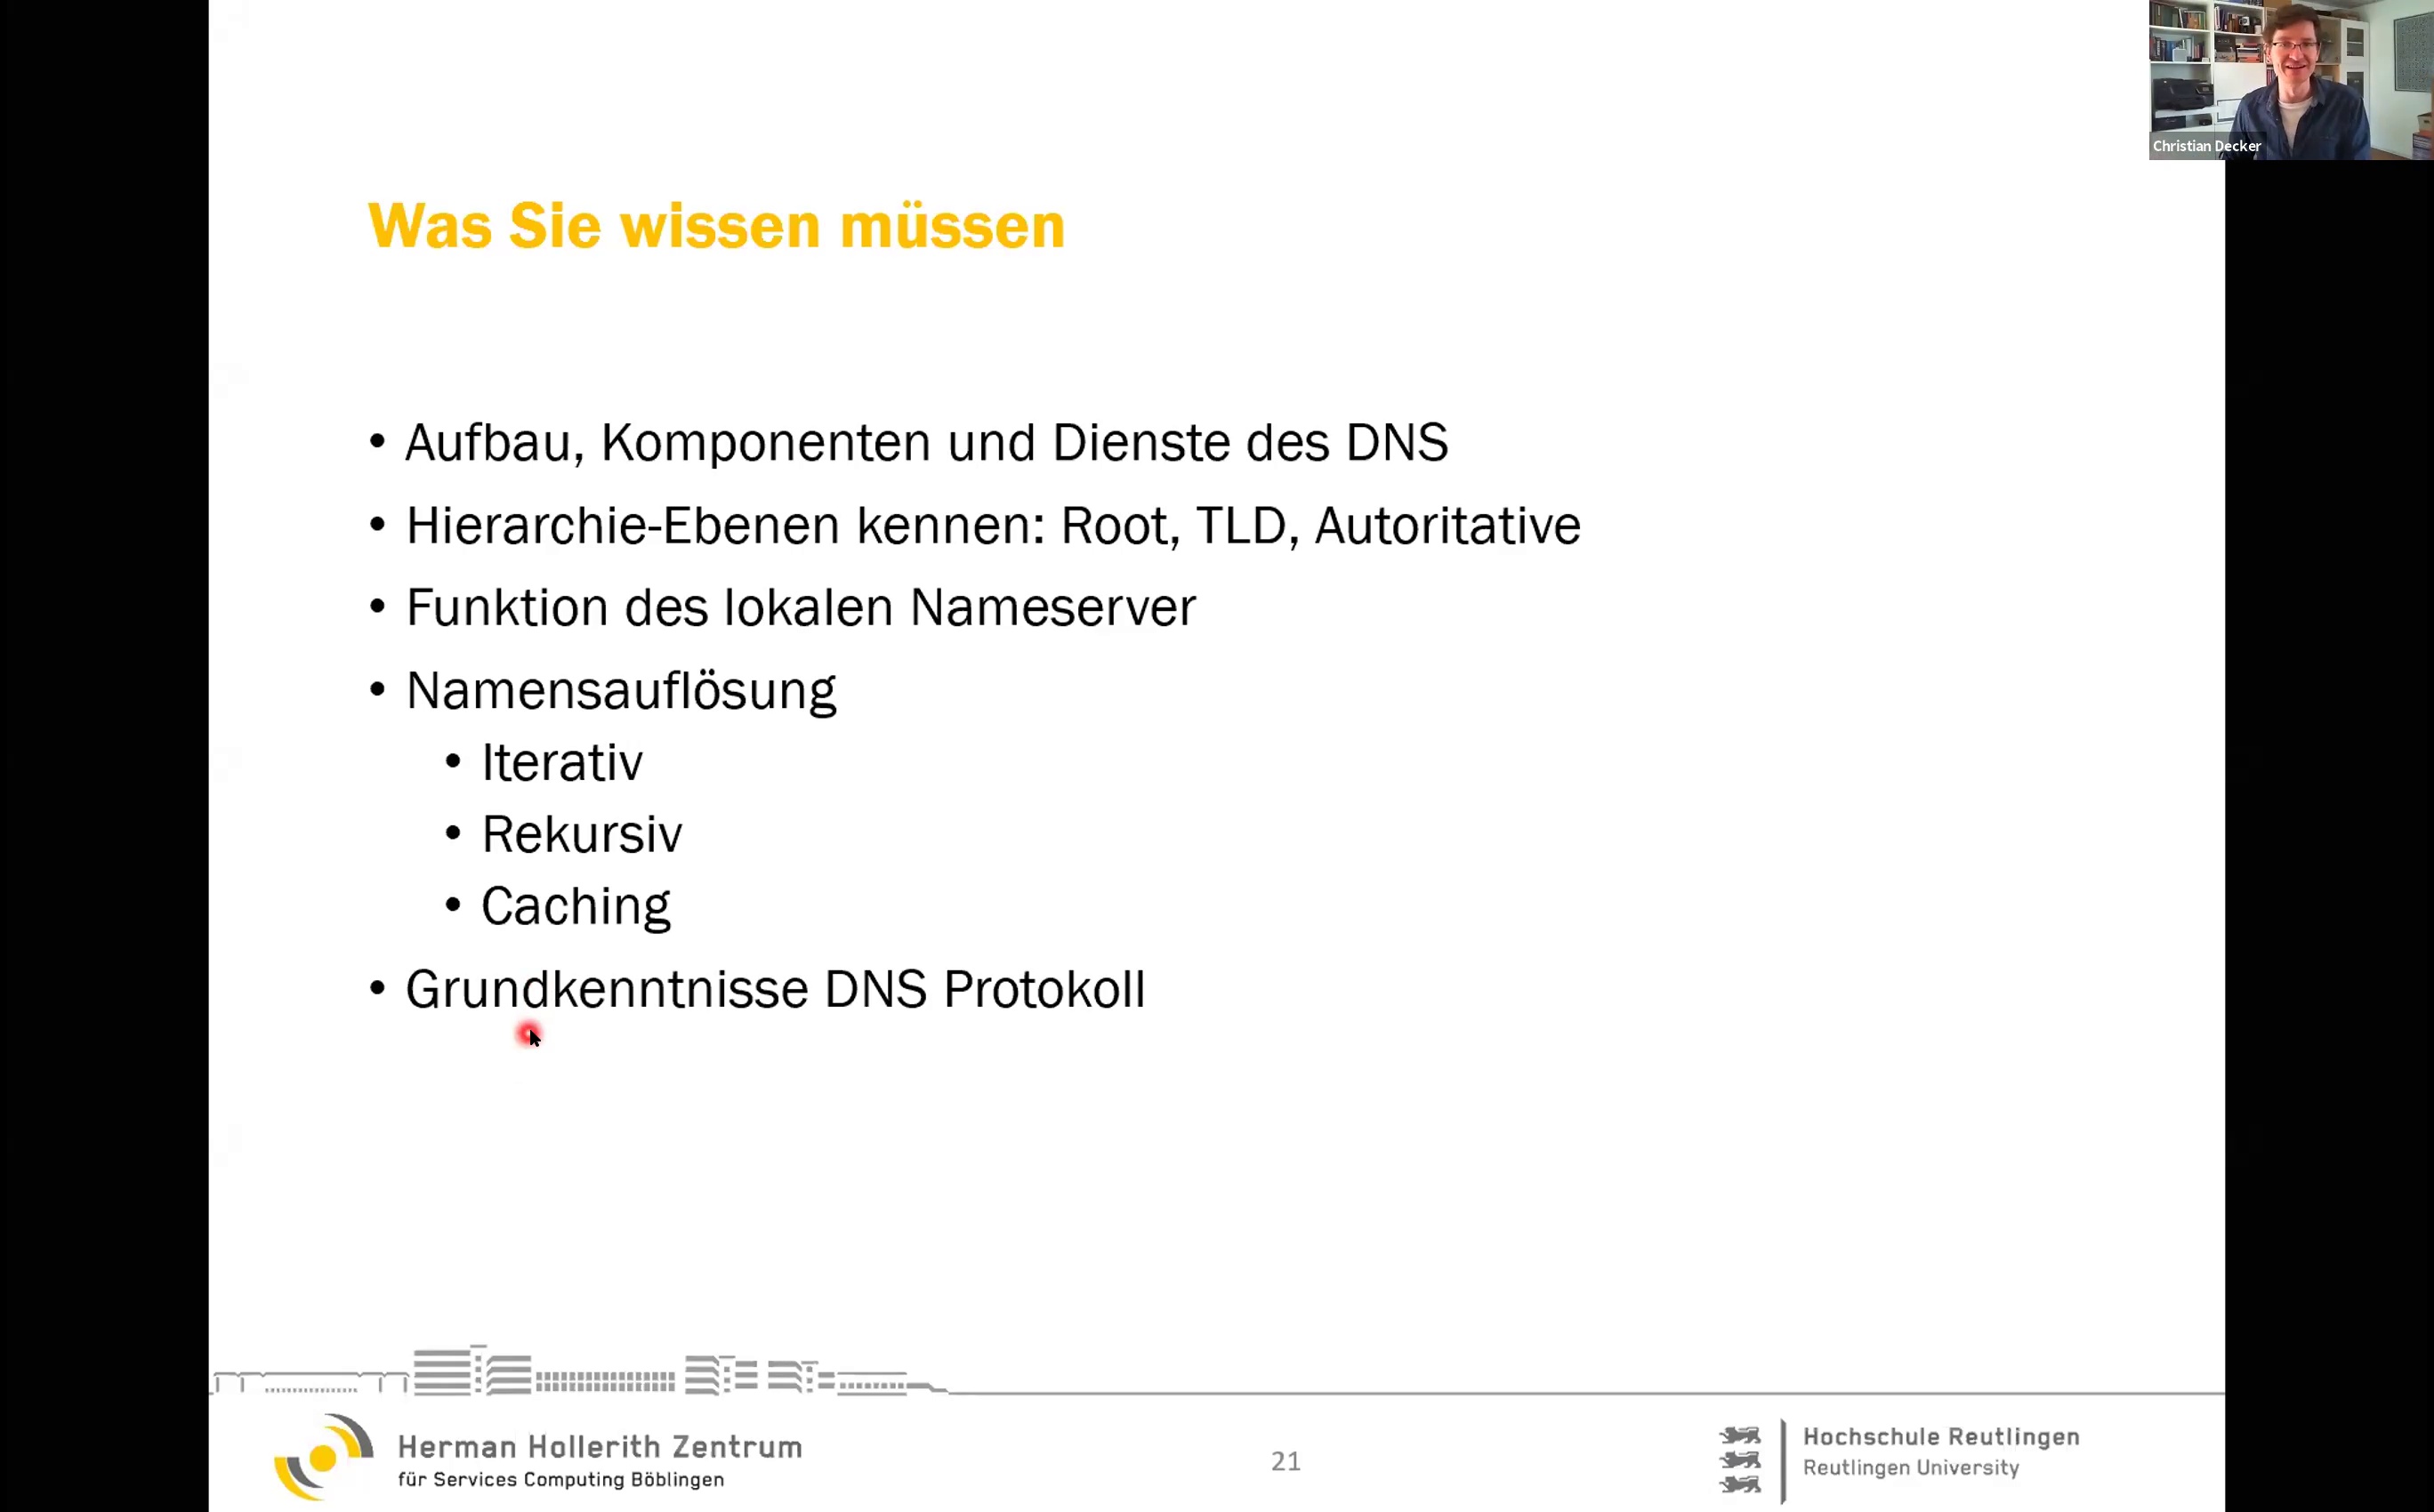 Christian Decker
Was Sie wissen müssen
• Aufbau, Komponenten und Dienste des DNS
• Hierarchie-Ebenen kennen: Root, TLD, Autoritative
• Funktion des lokalen Nameserver
• Namensauflösung
• Iterativ
• Rekursiv
• Caching
• Grundkenntnisse DNS Protokoll
Herman Hollerith Zentrum
für Services Computing Böblingen
21
Hochschule Reutlingen
Reutlingen University